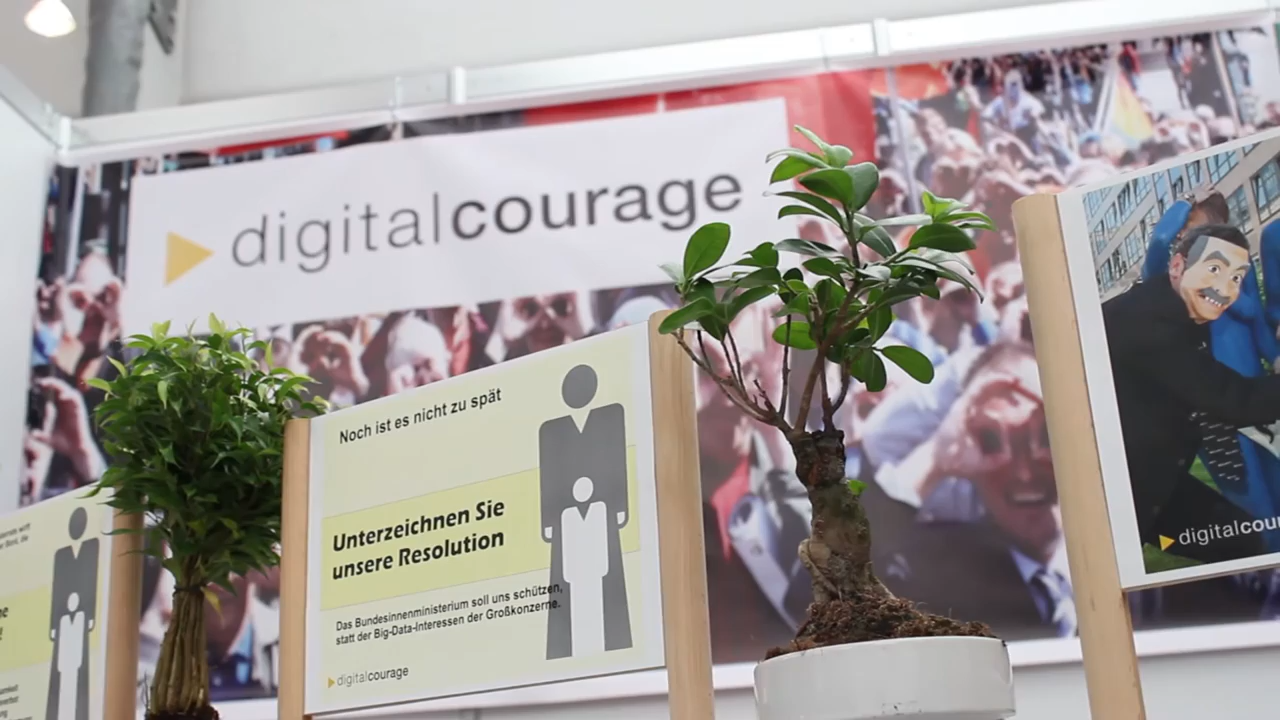 digitalcourage
Noch ist es nicht zu spät
Unterzeichnen Sie
unsere Resolution
Das Bundesinnenministerium soll uns schützen,
statt der Big-Data-Interessen der Großkonzerne.
digitalcourage
digitalcou